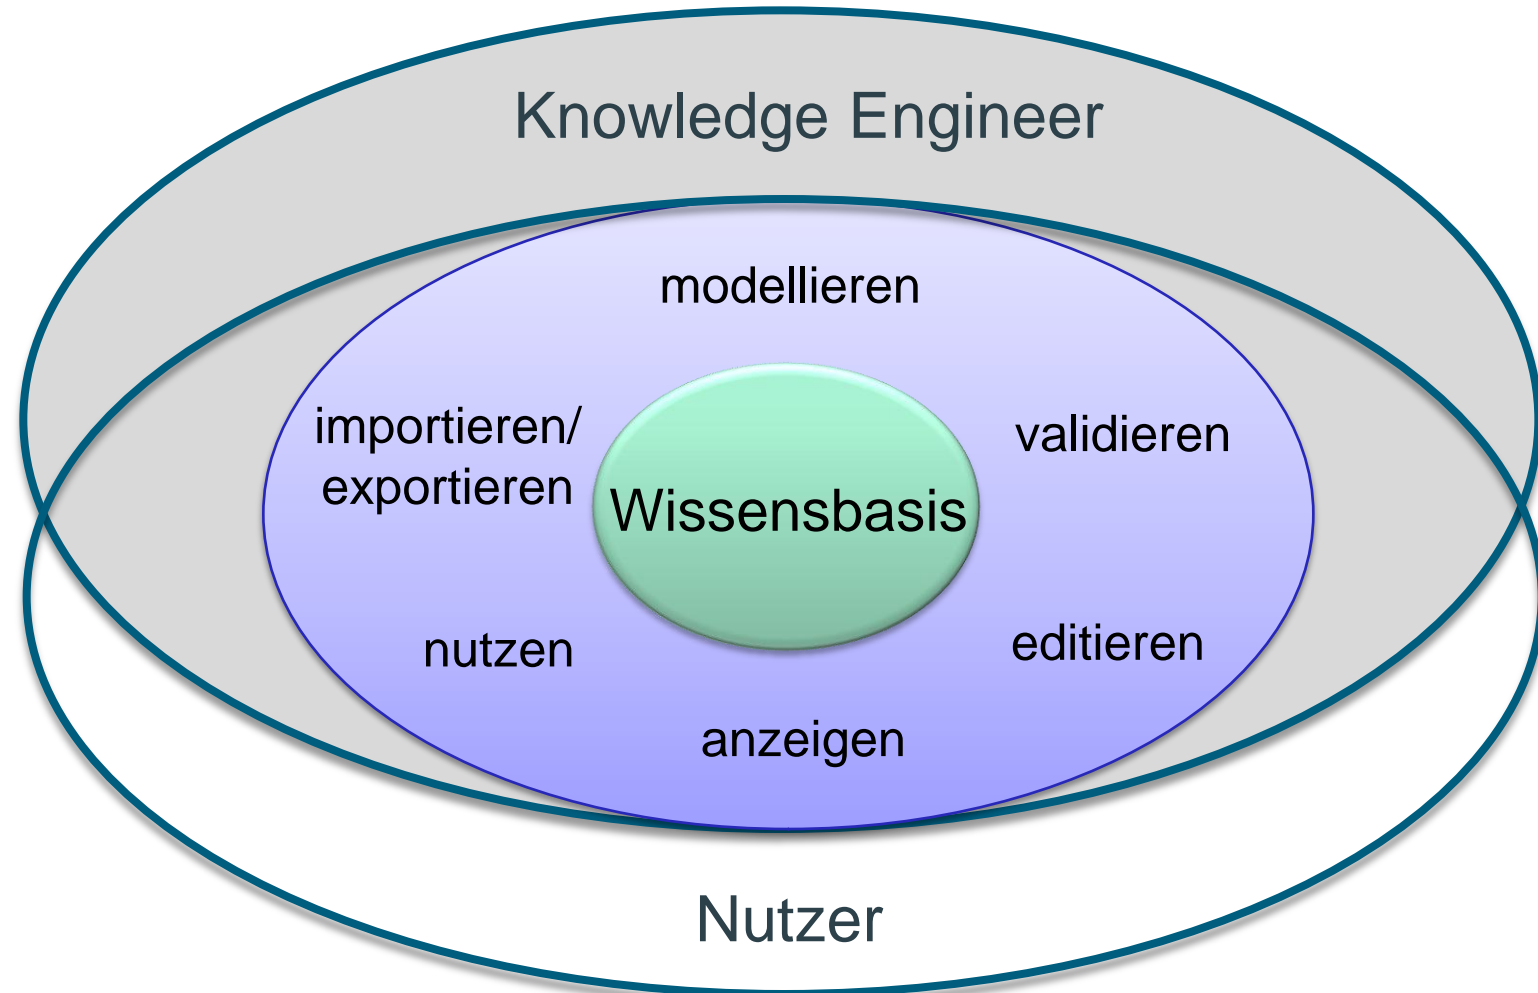 Knowledge Engineer
modellieren
importieren/
exportieren
validieren
Wissensbasis
nutzen
editieren
anzeigen
Nutzer